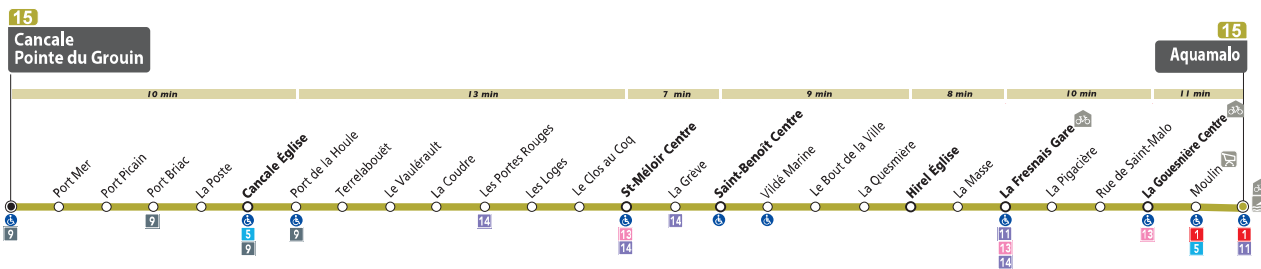 15
Cancale
Pointe du Grouin
15
Aquamalo
10 min
13 min
7 min
9 min
8 min
10 min
11 min
Port Mer
Port Picain
Port Briac
La Poste
Cancale Église
Port de la Houle
Terrelabouët
Le Vaulérault
La Coudre
Les Portes Rouges
Les Loges
Le Clos au Coq
St-Méloir Centre
La Grève
Saint-Benoît Centre
Vildé Marine
Le Bout de la Ville
La Quesmière
Hirel Église
La Masse
La Fresnais Gare
La Pigacière
Rue de Saint-Malo
La Gouesnière Centre
Moulin
9
9
5
9
9
14
13
14
14
11
13
14
13
1
5
1
11